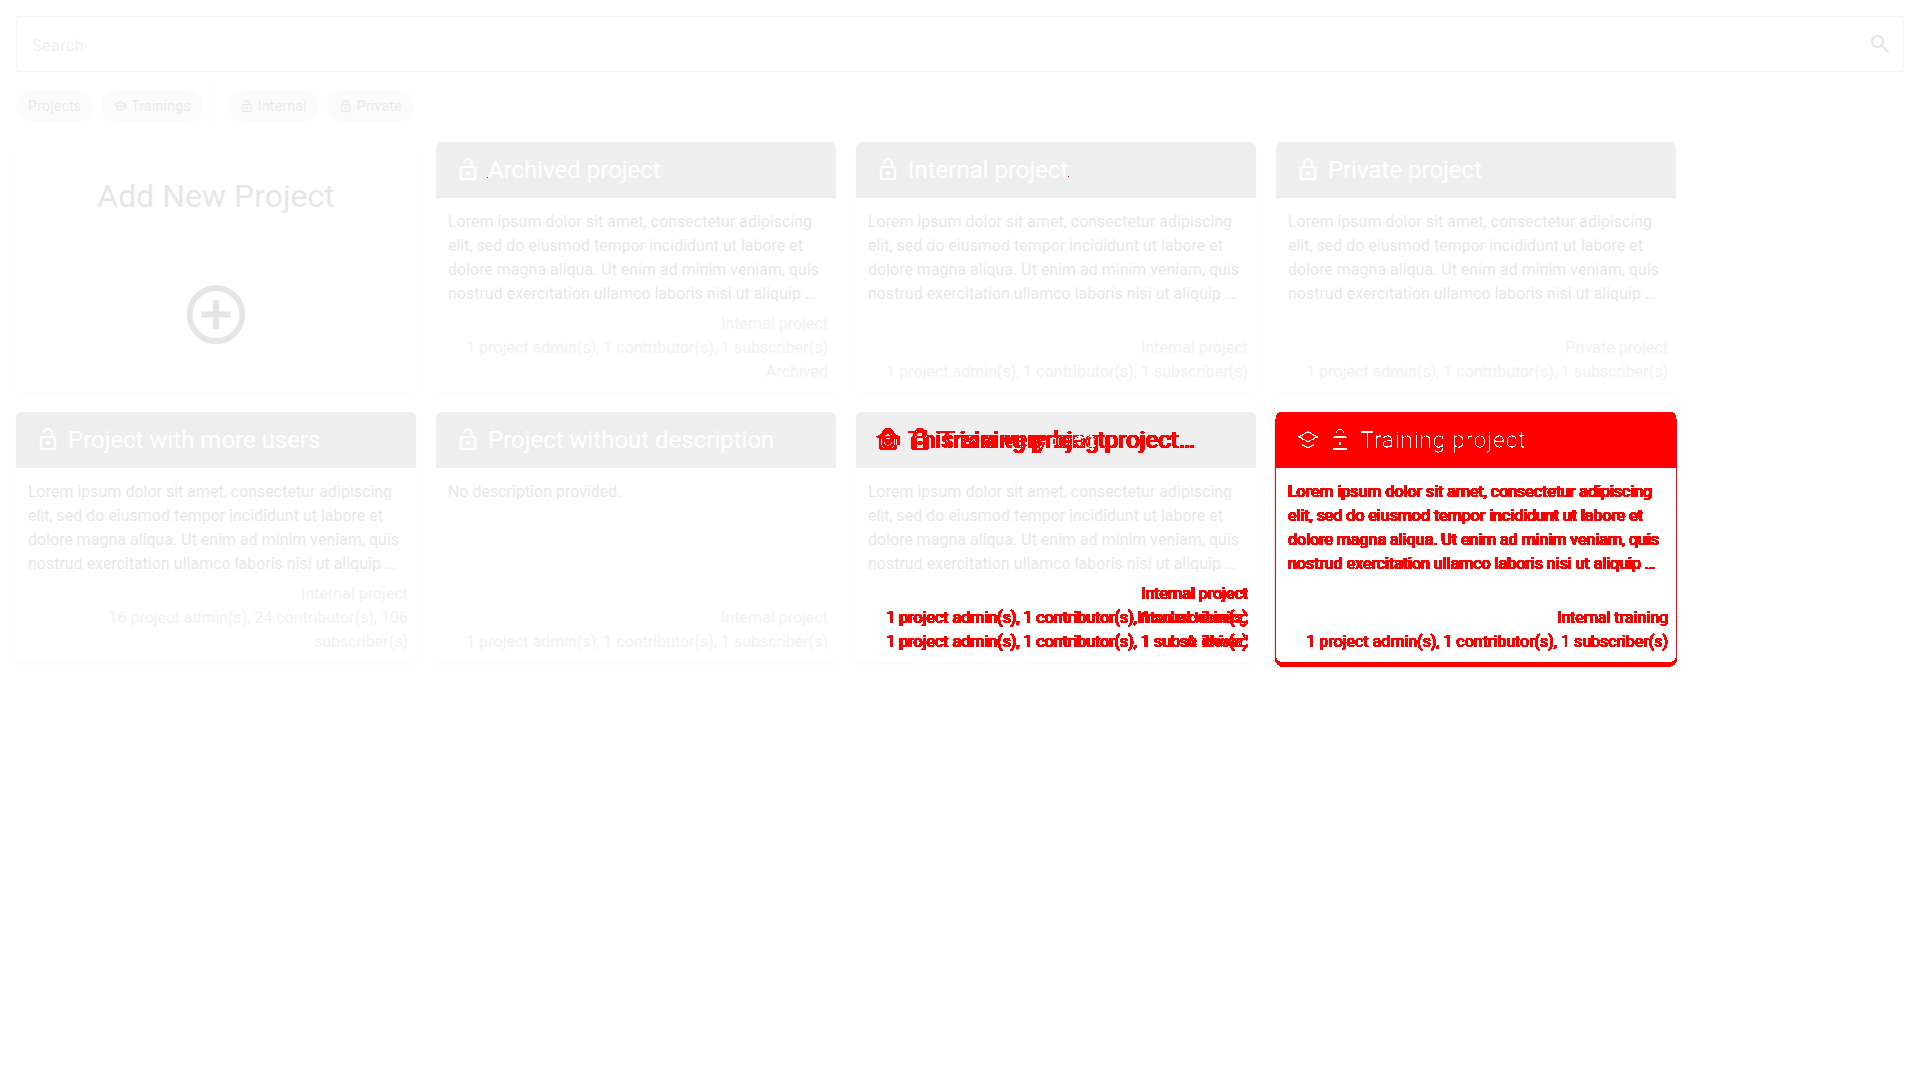 Search
Projects
Trainings
Internal
Private
Add New Project
Archived project
Lorem ipsum dolor sit amet, consectetur adipiscing
elit, sed do eiusmod tempor incididunt ut labore et
dolore magna aliqua. Ut enim ad minim veniam, quis
nostrud exercitation ullamco laboris nisi ut aliquip ...
Internal project
1 project admin(s), 1 contributor(s), 1 subscriber(s)
Archived
Internal project
Lorem ipsum dolor sit amet, consectetur adipiscing
elit, sed do eiusmod tempor incididunt ut labore et
dolore magna aliqua. Ut enim ad minim veniam, quis
nostrud exercitation ullamco laboris nisi ut aliquip ...
Internal project
1 project admin(s), 1 contributor(s), 1 subscriber(s)
Private project
Lorem ipsum dolor sit amet, consectetur adipiscing
elit, sed do eiusmod tempor incididunt ut labore et
dolore magna aliqua. Ut enim ad minim veniam, quis
nostrud exercitation ullamco laboris nisi ut aliquip ...
Private project
1 project admin(s), 1 contributor(s), 1 subscriber(s)
Project with more users
Lorem ipsum dolor sit amet, consectetur adipiscing
elit, sed do eiusmod tempor incididunt ut labore et
dolore magna aliqua. Ut enim ad minim veniam, quis
nostrud exercitation ullamco laboris nisi ut aliquip ...
Internal project
16 project admin(s), 24 contributor(s), 106
subscriber(s)
Project without description
No description provided.
Internal project
1 project admin(s), 1 contributor(s), 1 subscriber(s)
project...
Lorem ipsum dolor sit amet, consectetur adipiscing
elit, sed do eiusmod tempor incididunt ut labore et
dolore magna aliqua. Ut enim ad minim veniam, quis
nostrud exercitation ullamco laboris nisi ut aliquip ...
Internal project
1 project admin(s), 1 contributor(s),
1 project admin(s), 1 contributor(s), 1
Training project
Lorem ipsum dolor sit amet, consectetur adipiscing
elit, sed do eiusmod tempor incididunt ut labore et
dolore magna aliqua. Ut enim ad minim veniam, quis
nostrud exercitation ullamco laboris nisi ut aliquip ...
Internal training
1 project admin(s), 1 contributor(s), 1 subscriber(s)